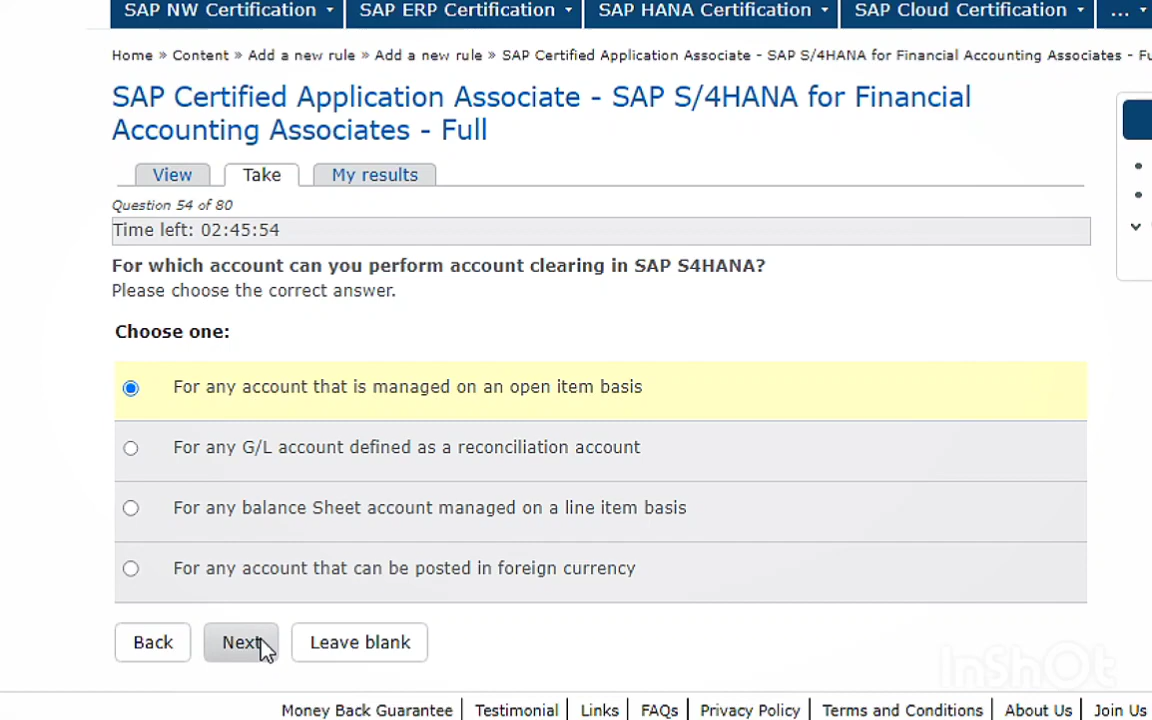 SAP NW Certification SAP ERP Certification SAP HANA Certification SAP Cloud Certification ...
Home » Content » Add a new rule » Add a new rule » SAP Certified Application Associate - SAP S/4HANA for Financial Accounting Associates - Fu
SAP Certified Application Associate - SAP S/4HANA for Financial
Accounting Associates - Full
View Take My results
Question 54 of 80
Time left: 02:45:54
For which account can you perform account clearing in SAP S4HANA?
Please choose the correct answer.
Choose one:
For any account that is managed on an open item basis
For any G/L account defined as a reconciliation account
For any balance Sheet account managed on a line item basis
For any account that can be posted in foreign currency
Back Next Leave blank
InShOt
Money Back Guarantee Testimonial Links FAQs Privacy Policy Terms and Conditions About Us Join Us